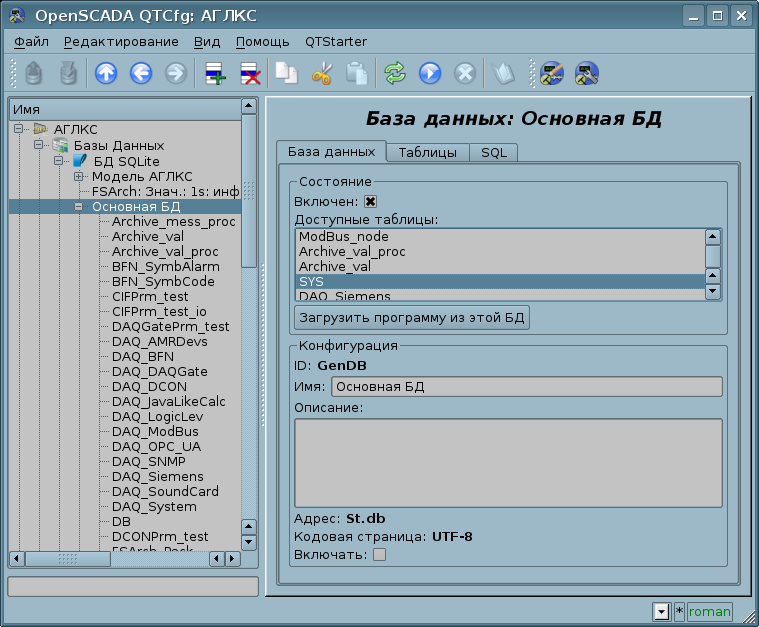 OpenSCADA QTCfg: АГЛКС
Файл Редактирование Вид Помощь QTStarter
Имя
АГЛКС
Базы Данных
БД SQLite
Модель АГЛКС
FSArch: Знач.: 1s: инф
Основная БД
Archive_mess_proc
Archive_val
Archive_val_proc
BFN_SymbAlarm
BFN_SymbCode
CIFPrm_test
CIFPrm_test_io
DAQGatePrm_test
DAQ_AMRDevs
DAQ_BFN
DAQ_DAQGate
DAQ_DCON
DAQ_JavaLikeCalc
DAQ_LogicLev
DAQ_ModBus
DAQ_OPC_UA
DAQ_SNMP
DAQ_Siemens
DAQ_SoundCard
DAQ_System
DB
DCONPrm_test
FSArch_Pack
База данных: Основная БД
База данных Таблицы SQL
Состояние
Включен:
Доступные таблицы:
ModBus_node
Archive_val_proc
Archive_val
SYS
DAQ_Siemens
Загрузить программу из этой БД
Конфигурация
ID: GenDB
Имя: Основная БД
Описание:
Адрес: St.db
Кодовая страница: UTF-8
Включать:
* roman